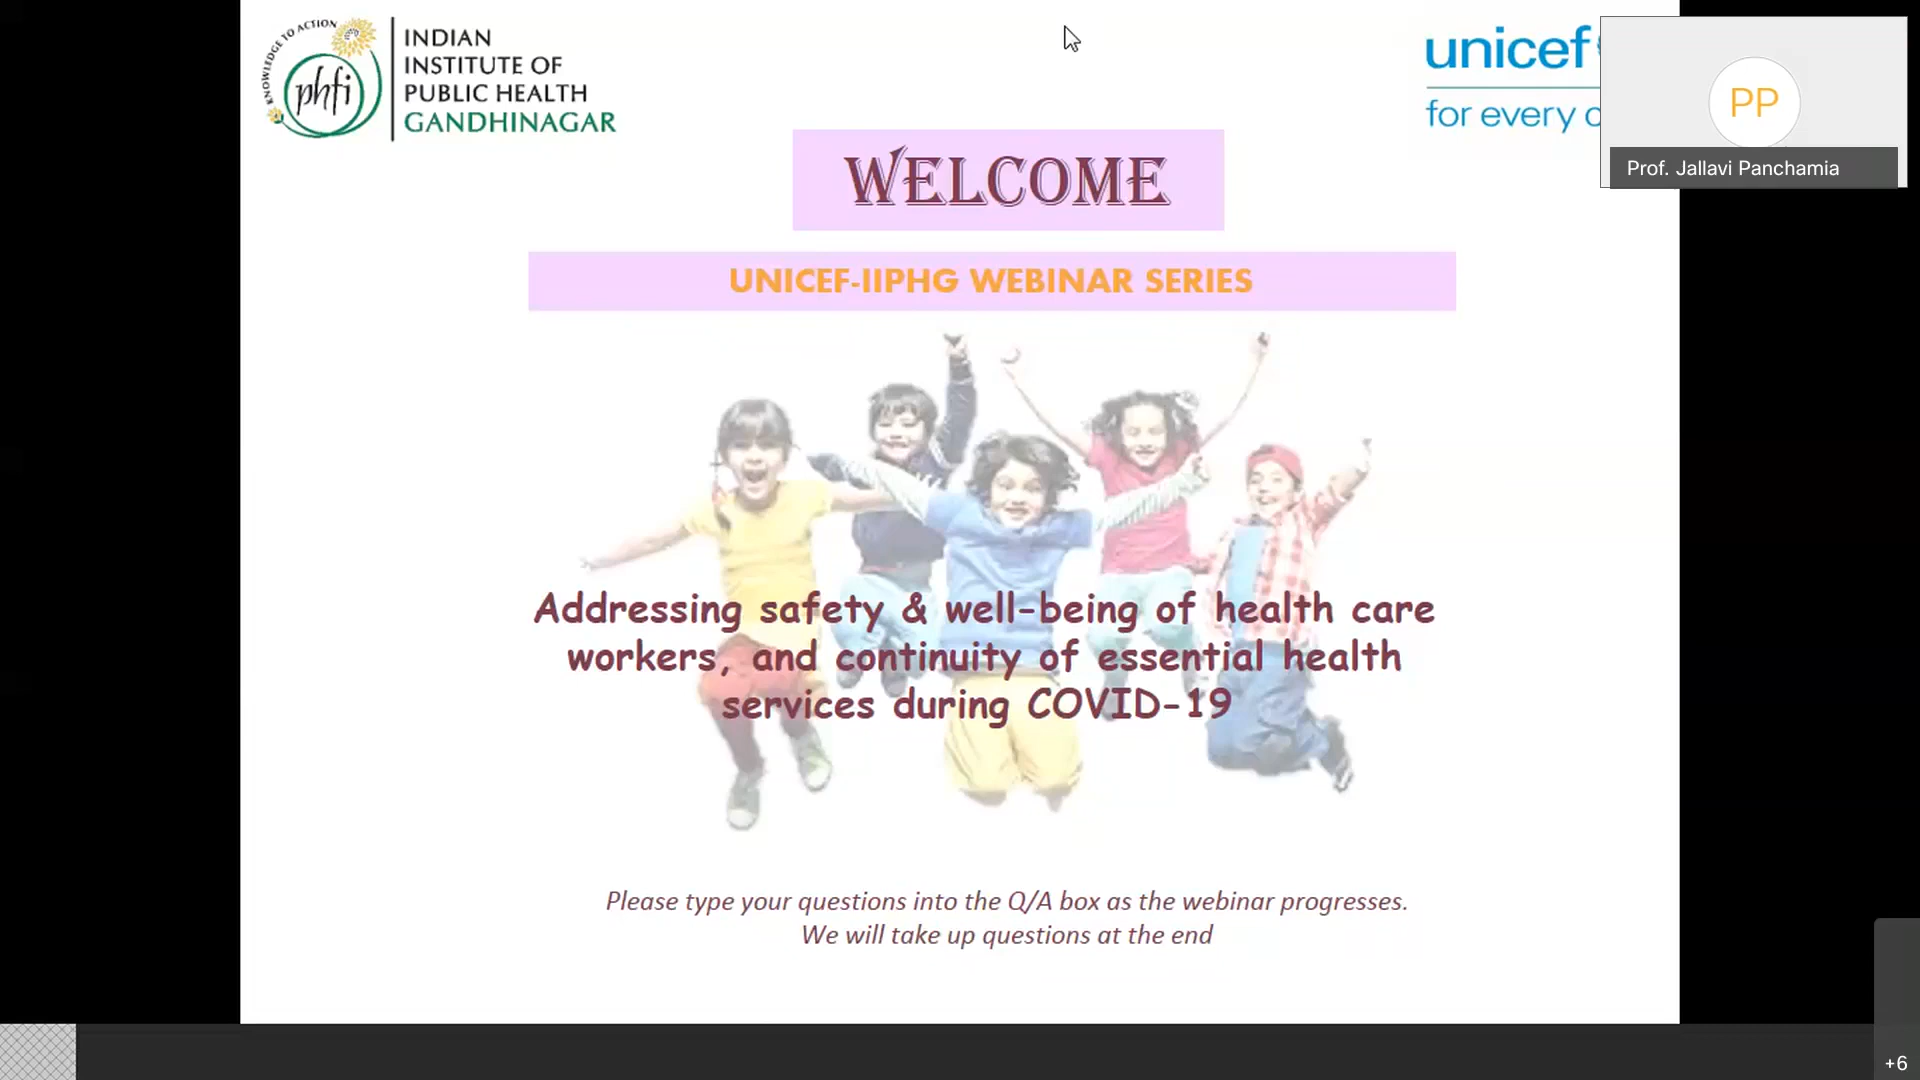 KNOWLEDGE TO ACTION
phfi
INDIAN
INSTITUTE OF
PUBLIC HEALTH
GANDHINAGAR
unicef
for every c
PP
Prof. Jallavi Panchamia
WELCOME
UNICEF-IIPHG WEBINAR SERIES
Addressing safety & well-being of health care
workers, and continuity of essential health
services during COVID-19
Please type your questions into the Q/A box as the webinar progresses.
We will take up questions at the end
+6